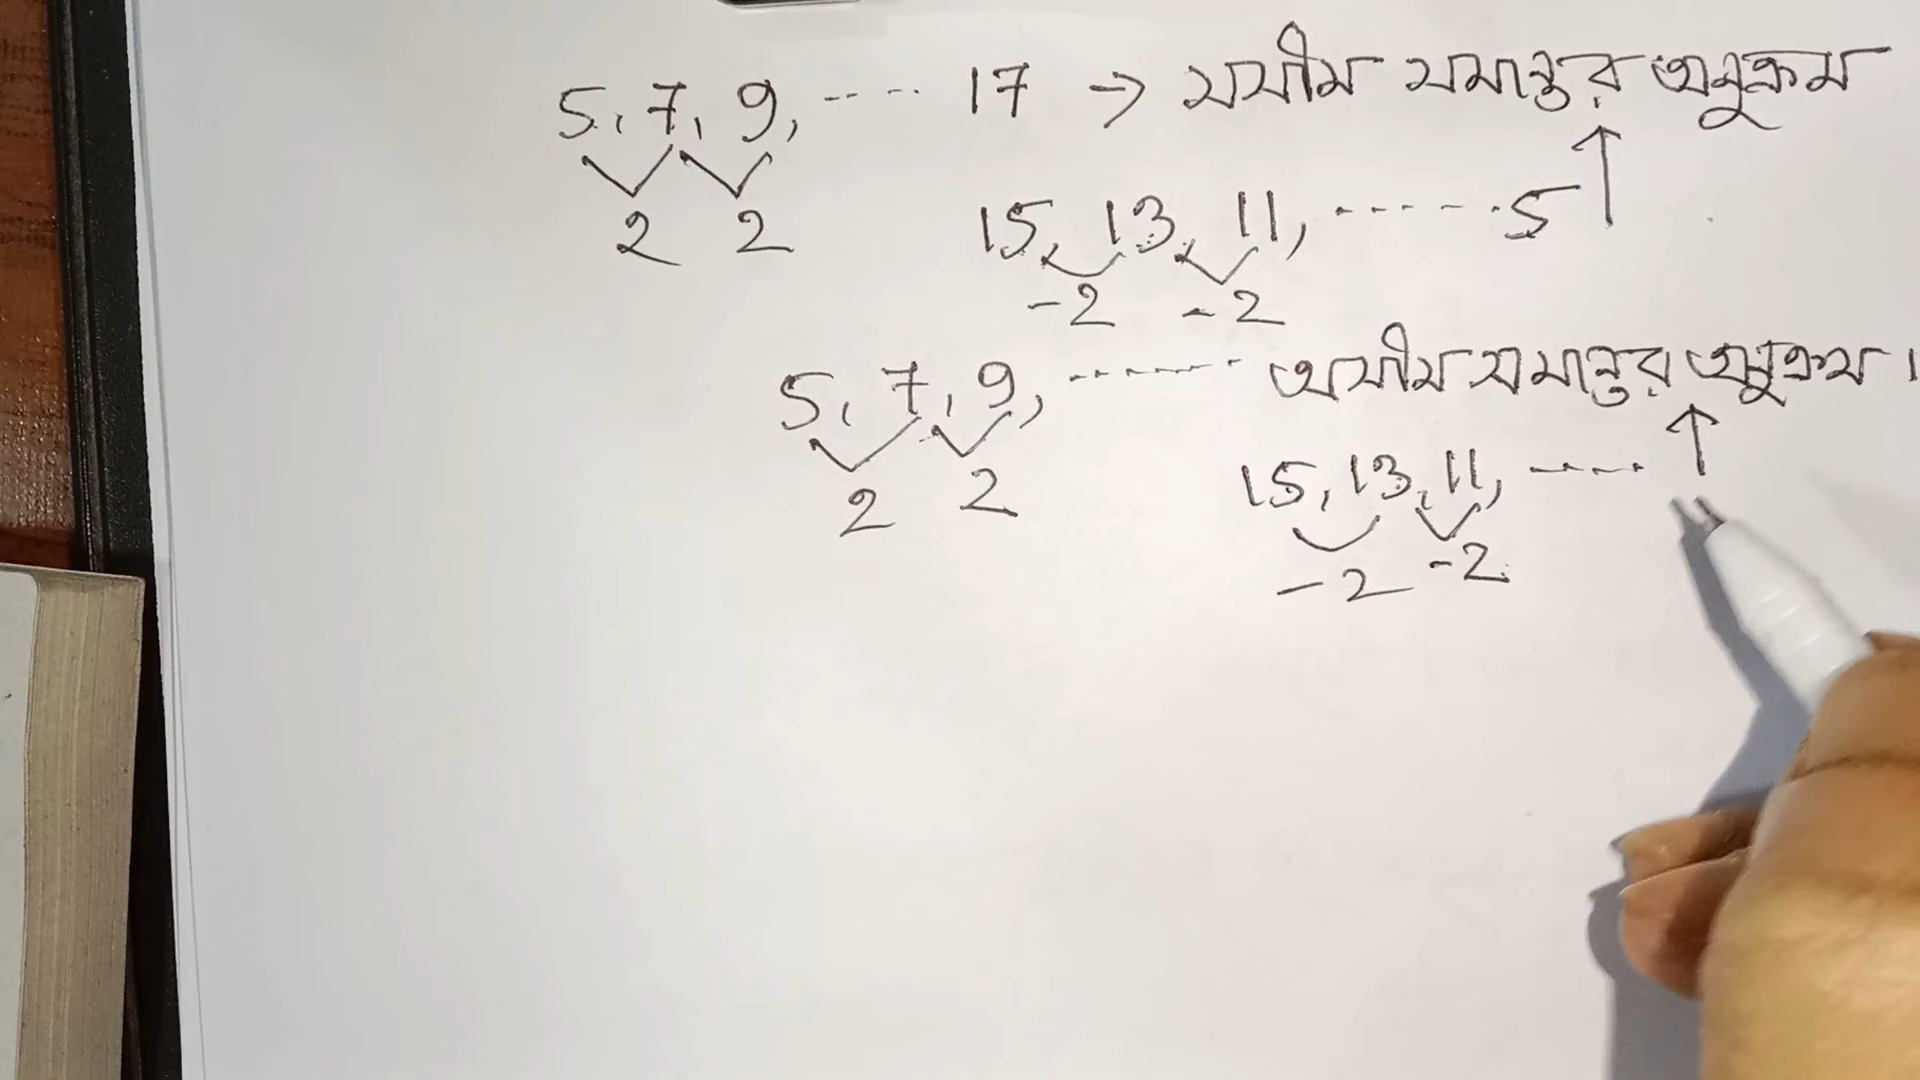 5, 7, 9, ---- 17 → সসীম সমান্তর অনুক্রম
2 2
15, 13, 11, ------5
-2 -2
5, 7, 9, ------- অসীম সমান্তর অনুক্রম।
2 2
15, 13, 11, ----
-2 -2